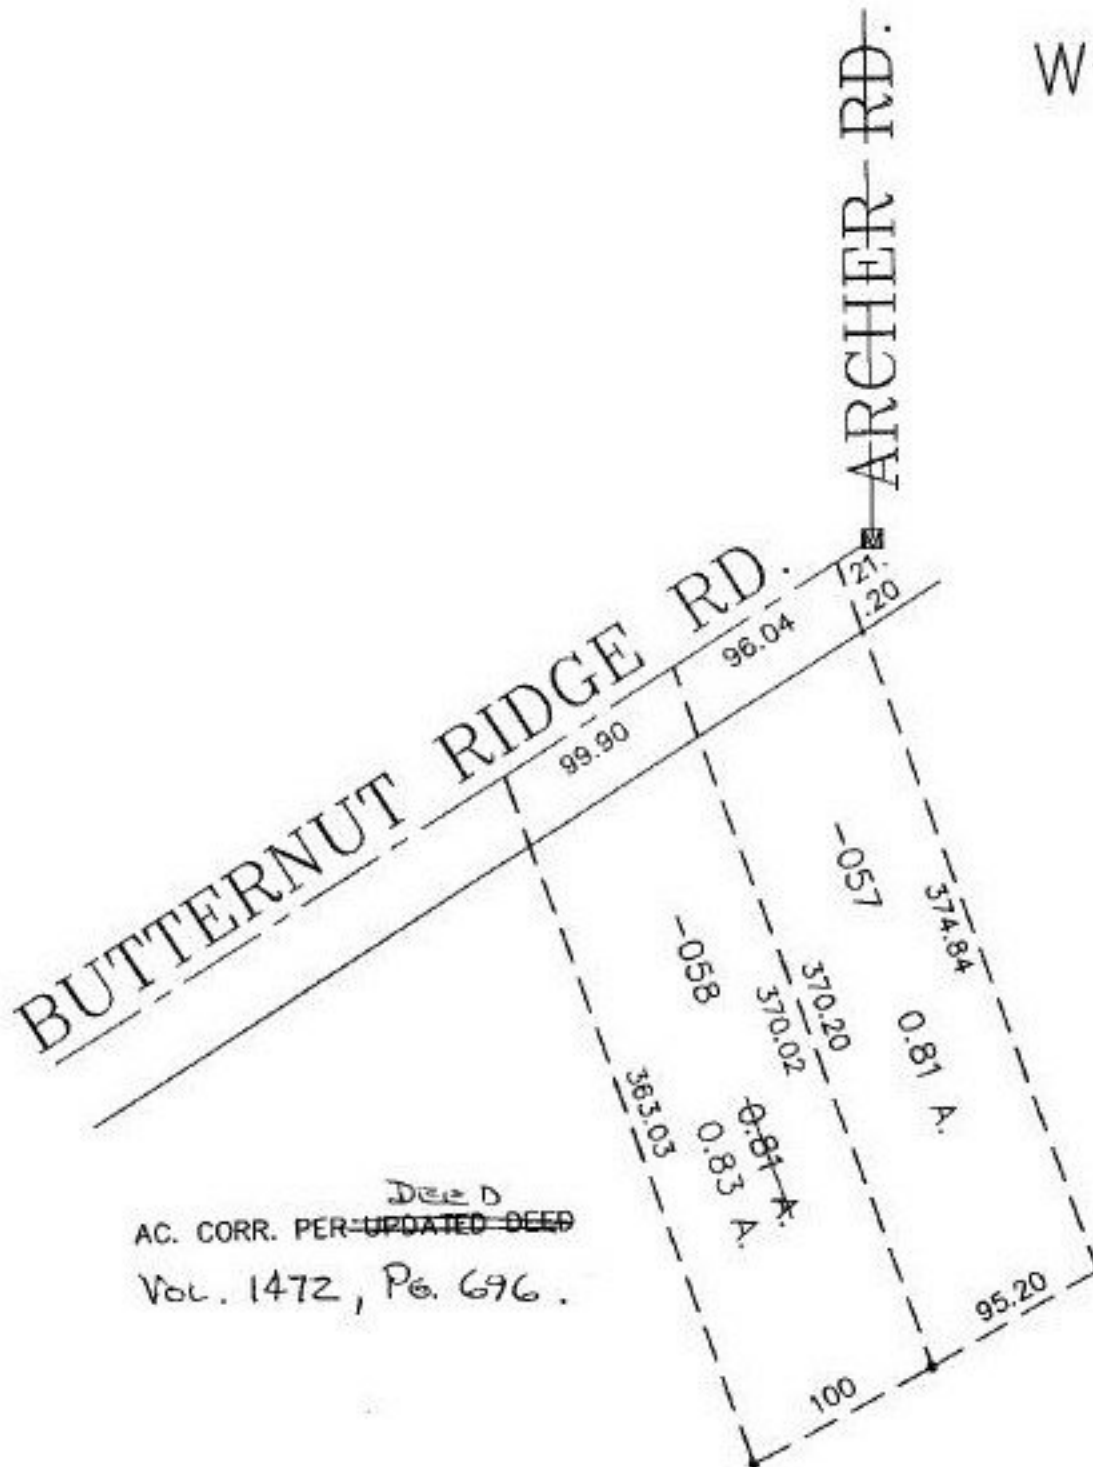 W
ARCHER RD.
BUTTERNUT RIDGE RD.
21.
.20
96.04
99.90
-057
374.84
-058
370.20
370.02
0.81 A.
363.03
0.81 A.
0.83 A.
DEED
AC. CORR. PER UPDATED DEED
VOL. 1472, PG. 696.
95.20
100